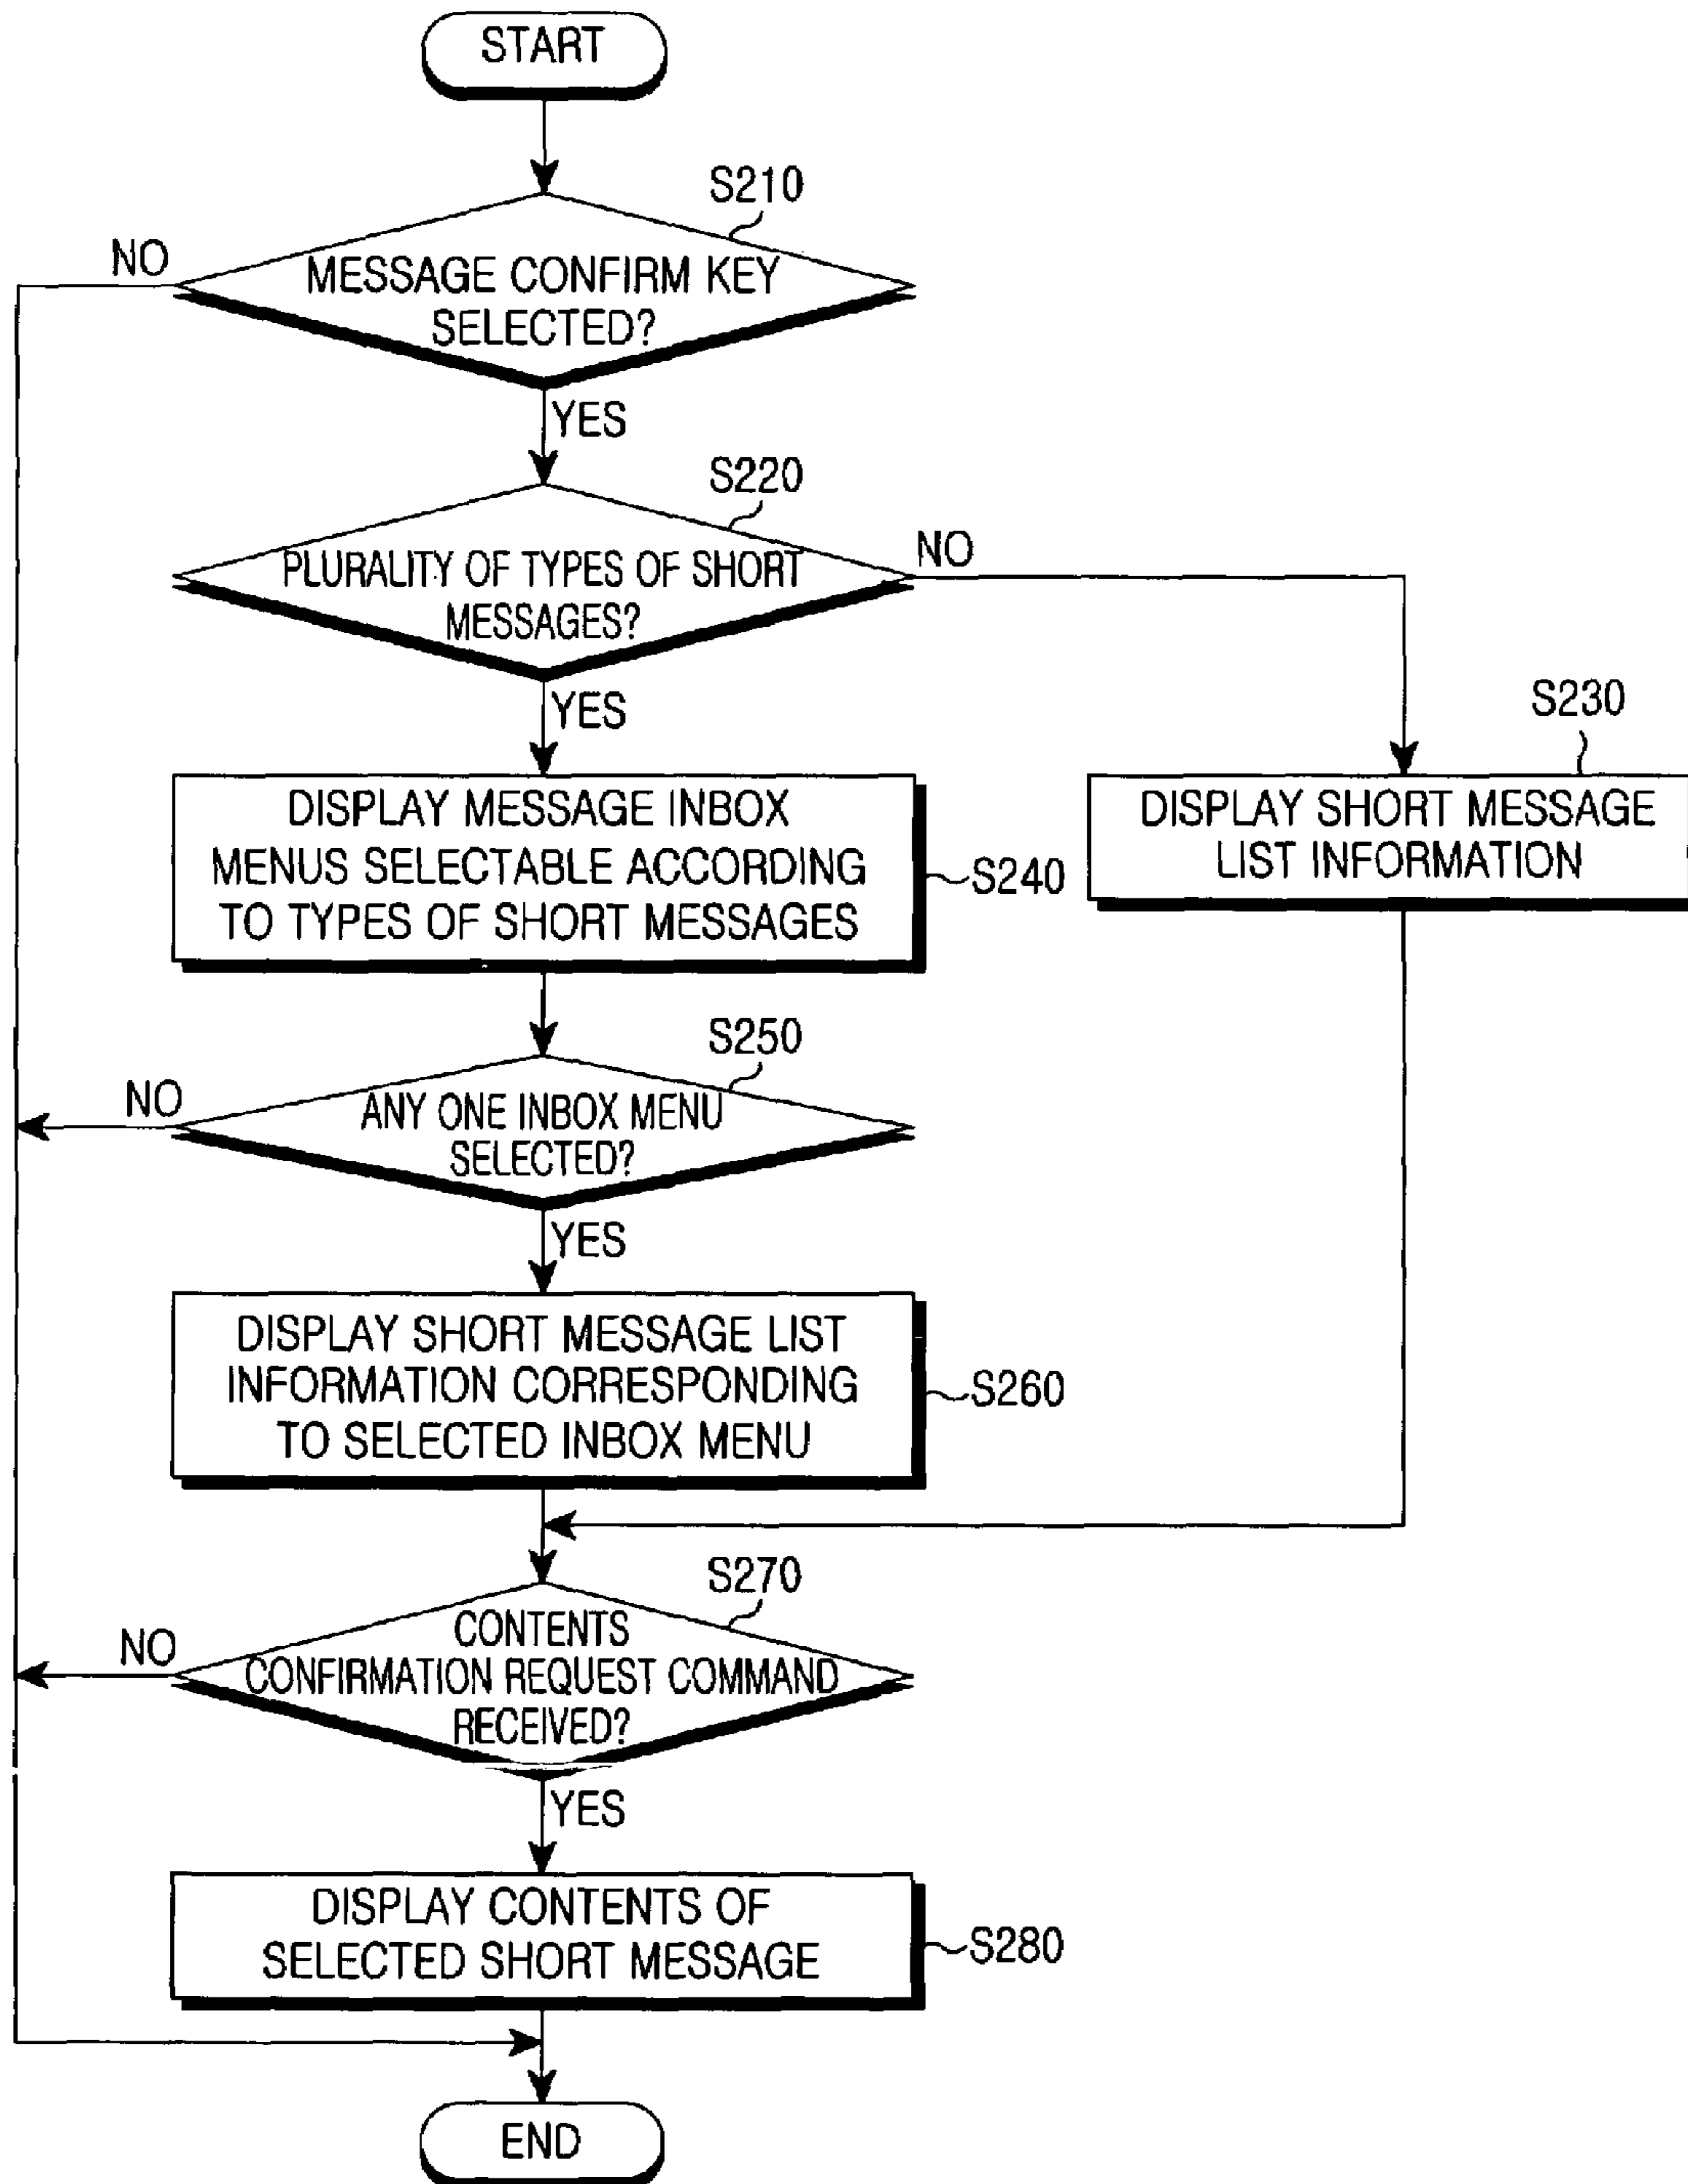 START
S210
NO
MESSAGE CONFIRM KEY
SELECTED?
YES
S220
NO
PLURALITY OF TYPES OF SHORT
MESSAGES?
YES
S230
DISPLAY MESSAGE INBOX
MENUS SELECTABLE ACCORDING
TO TYPES OF SHORT MESSAGES
S240
DISPLAY SHORT MESSAGE
LIST INFORMATION
S250
NO
ANY ONE INBOX MENU
SELECTED?
YES
DISPLAY SHORT MESSAGE LIST
INFORMATION CORRESPONDING
TO SELECTED INBOX MENU
S260
S270
NO
CONTENTS
CONFIRMATION REQUEST COMMAND
RECEIVED?
YES
DISPLAY CONTENTS OF
SELECTED SHORT MESSAGE
S280
END